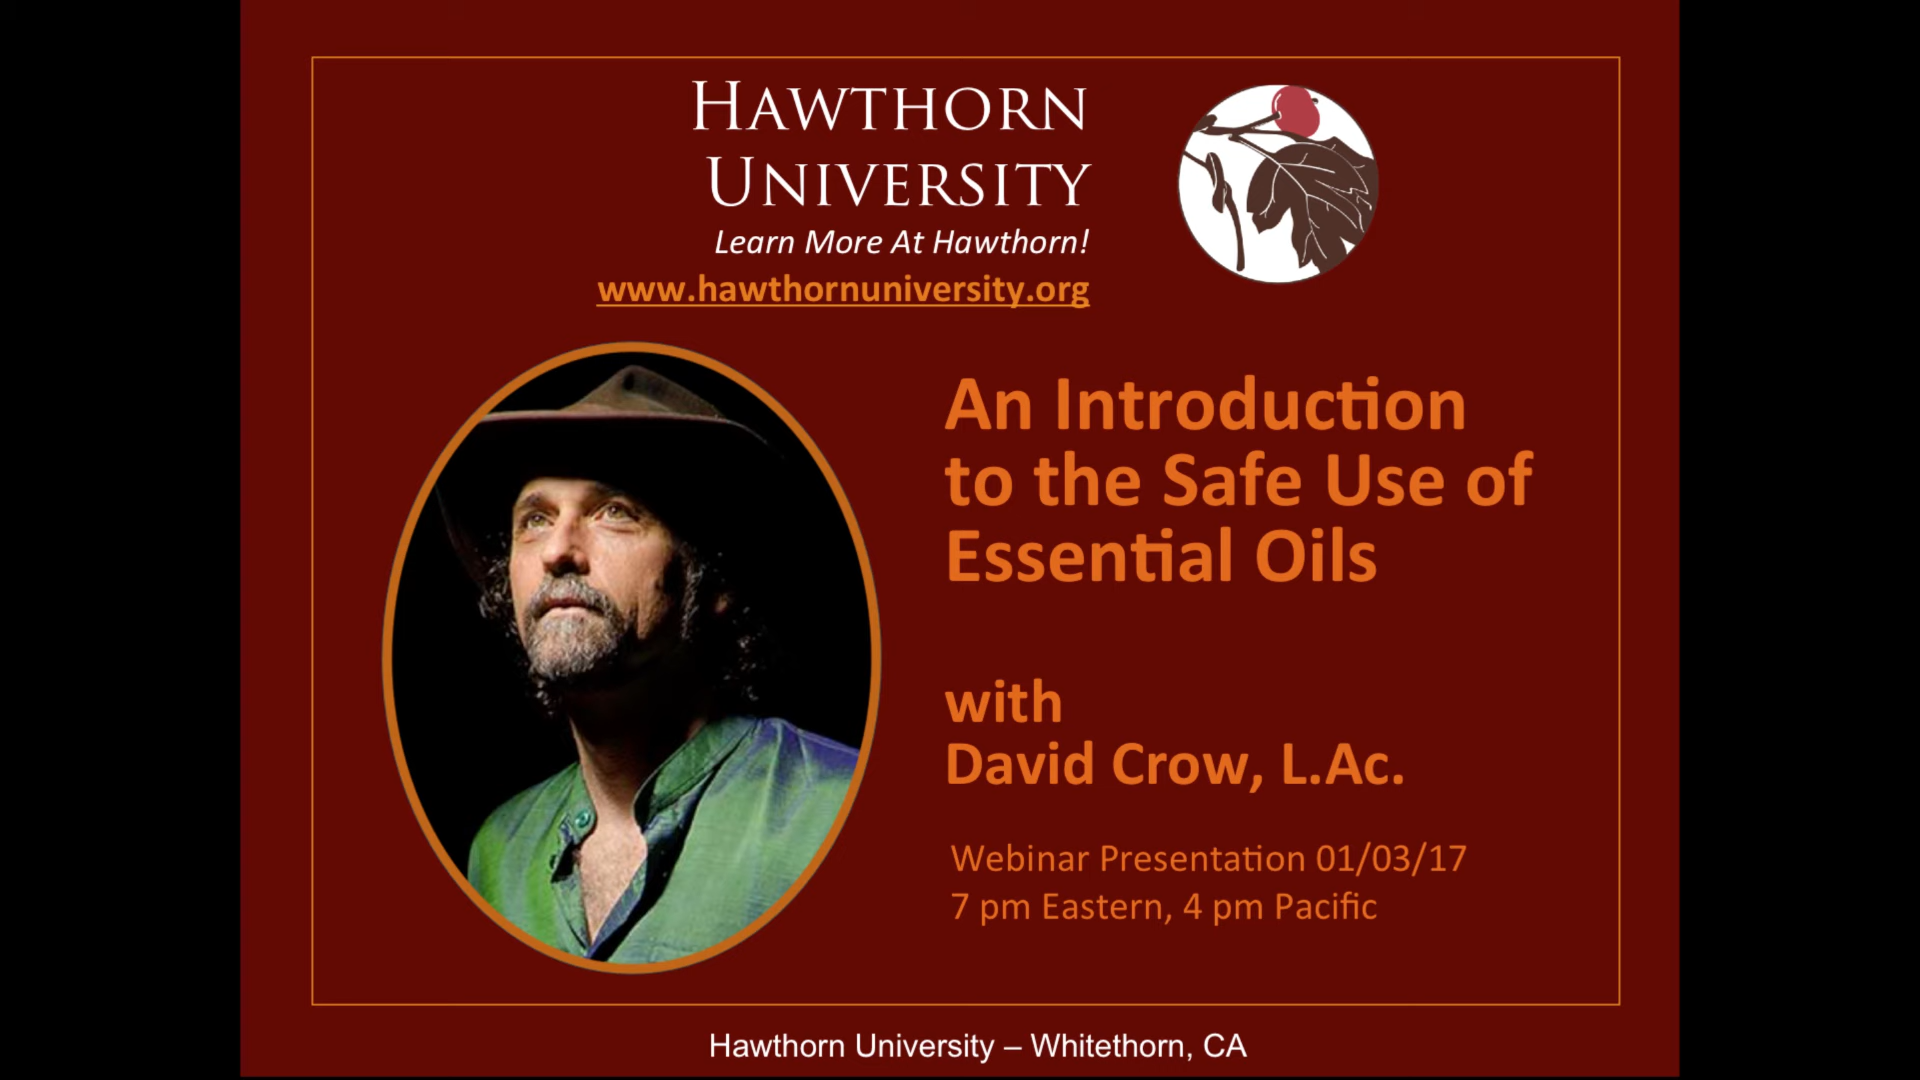 HAWTHORN
UNIVERSITY
Learn More At Hawthorn!
www.hawthornuniversity.org
An Introduction
to the Safe Use of
Essential Oils
with
David Crow, L.Ac.
Webinar Presentation 01/03/17
7 pm Eastern, 4 pm Pacific
Hawthorn University – Whitethorn, CA